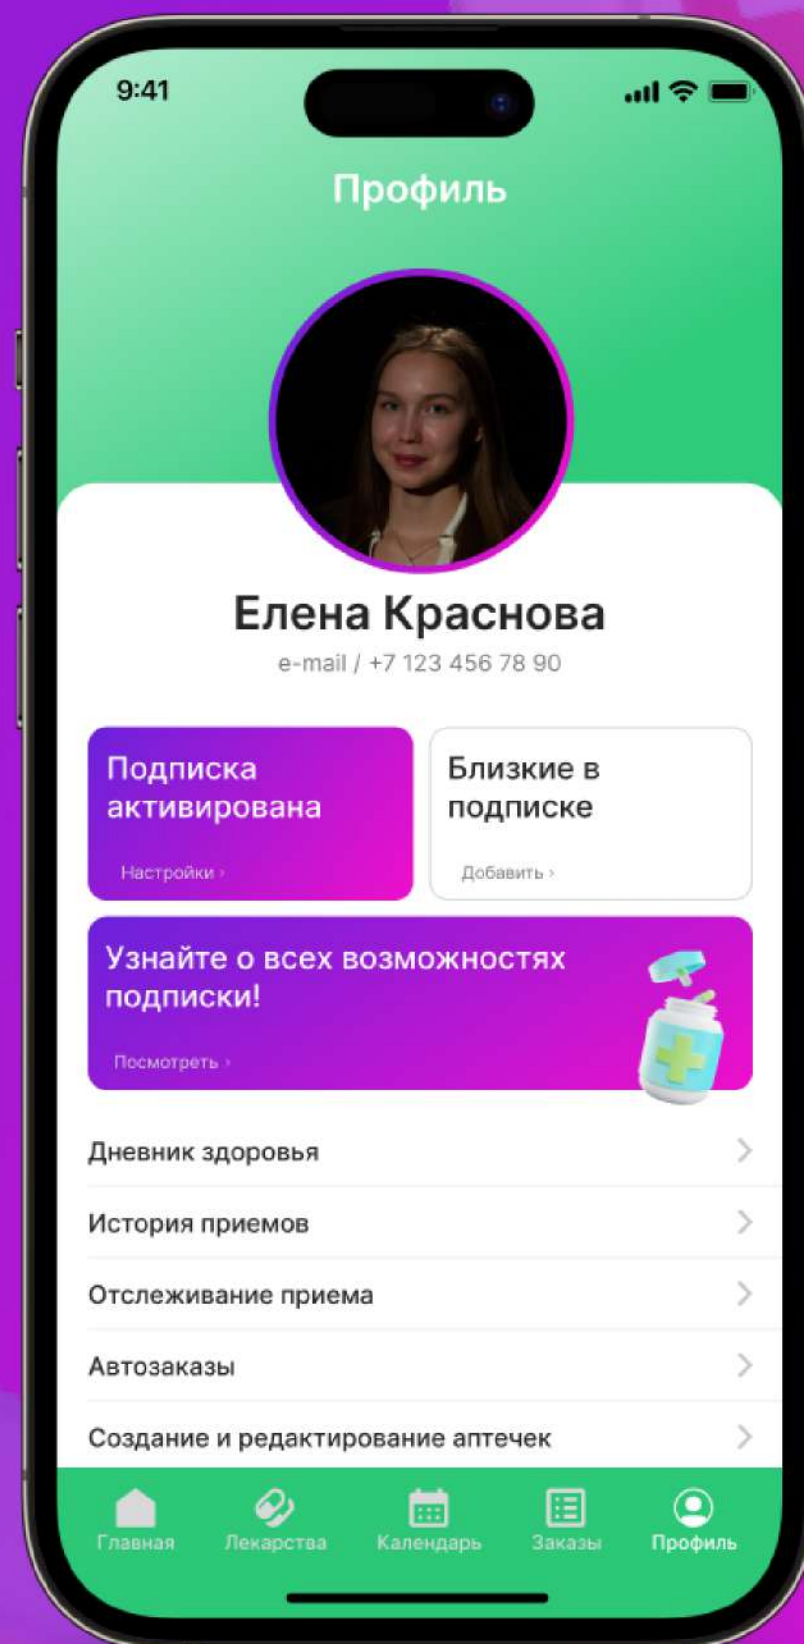 9:41
Профиль
Елена Краснова
e-mail / +7 123 456 78 90
Подписка
активирована
Настройки ›
Близкие в
подписке
Добавить ›
Узнайте о всех возможностях
подписки!
Посмотреть ›
Дневник здоровья
История приемов
Отслеживание приема
Автозаказы
Создание и редактирование аптечек
Главная Лекарства Календарь Заказы Профиль